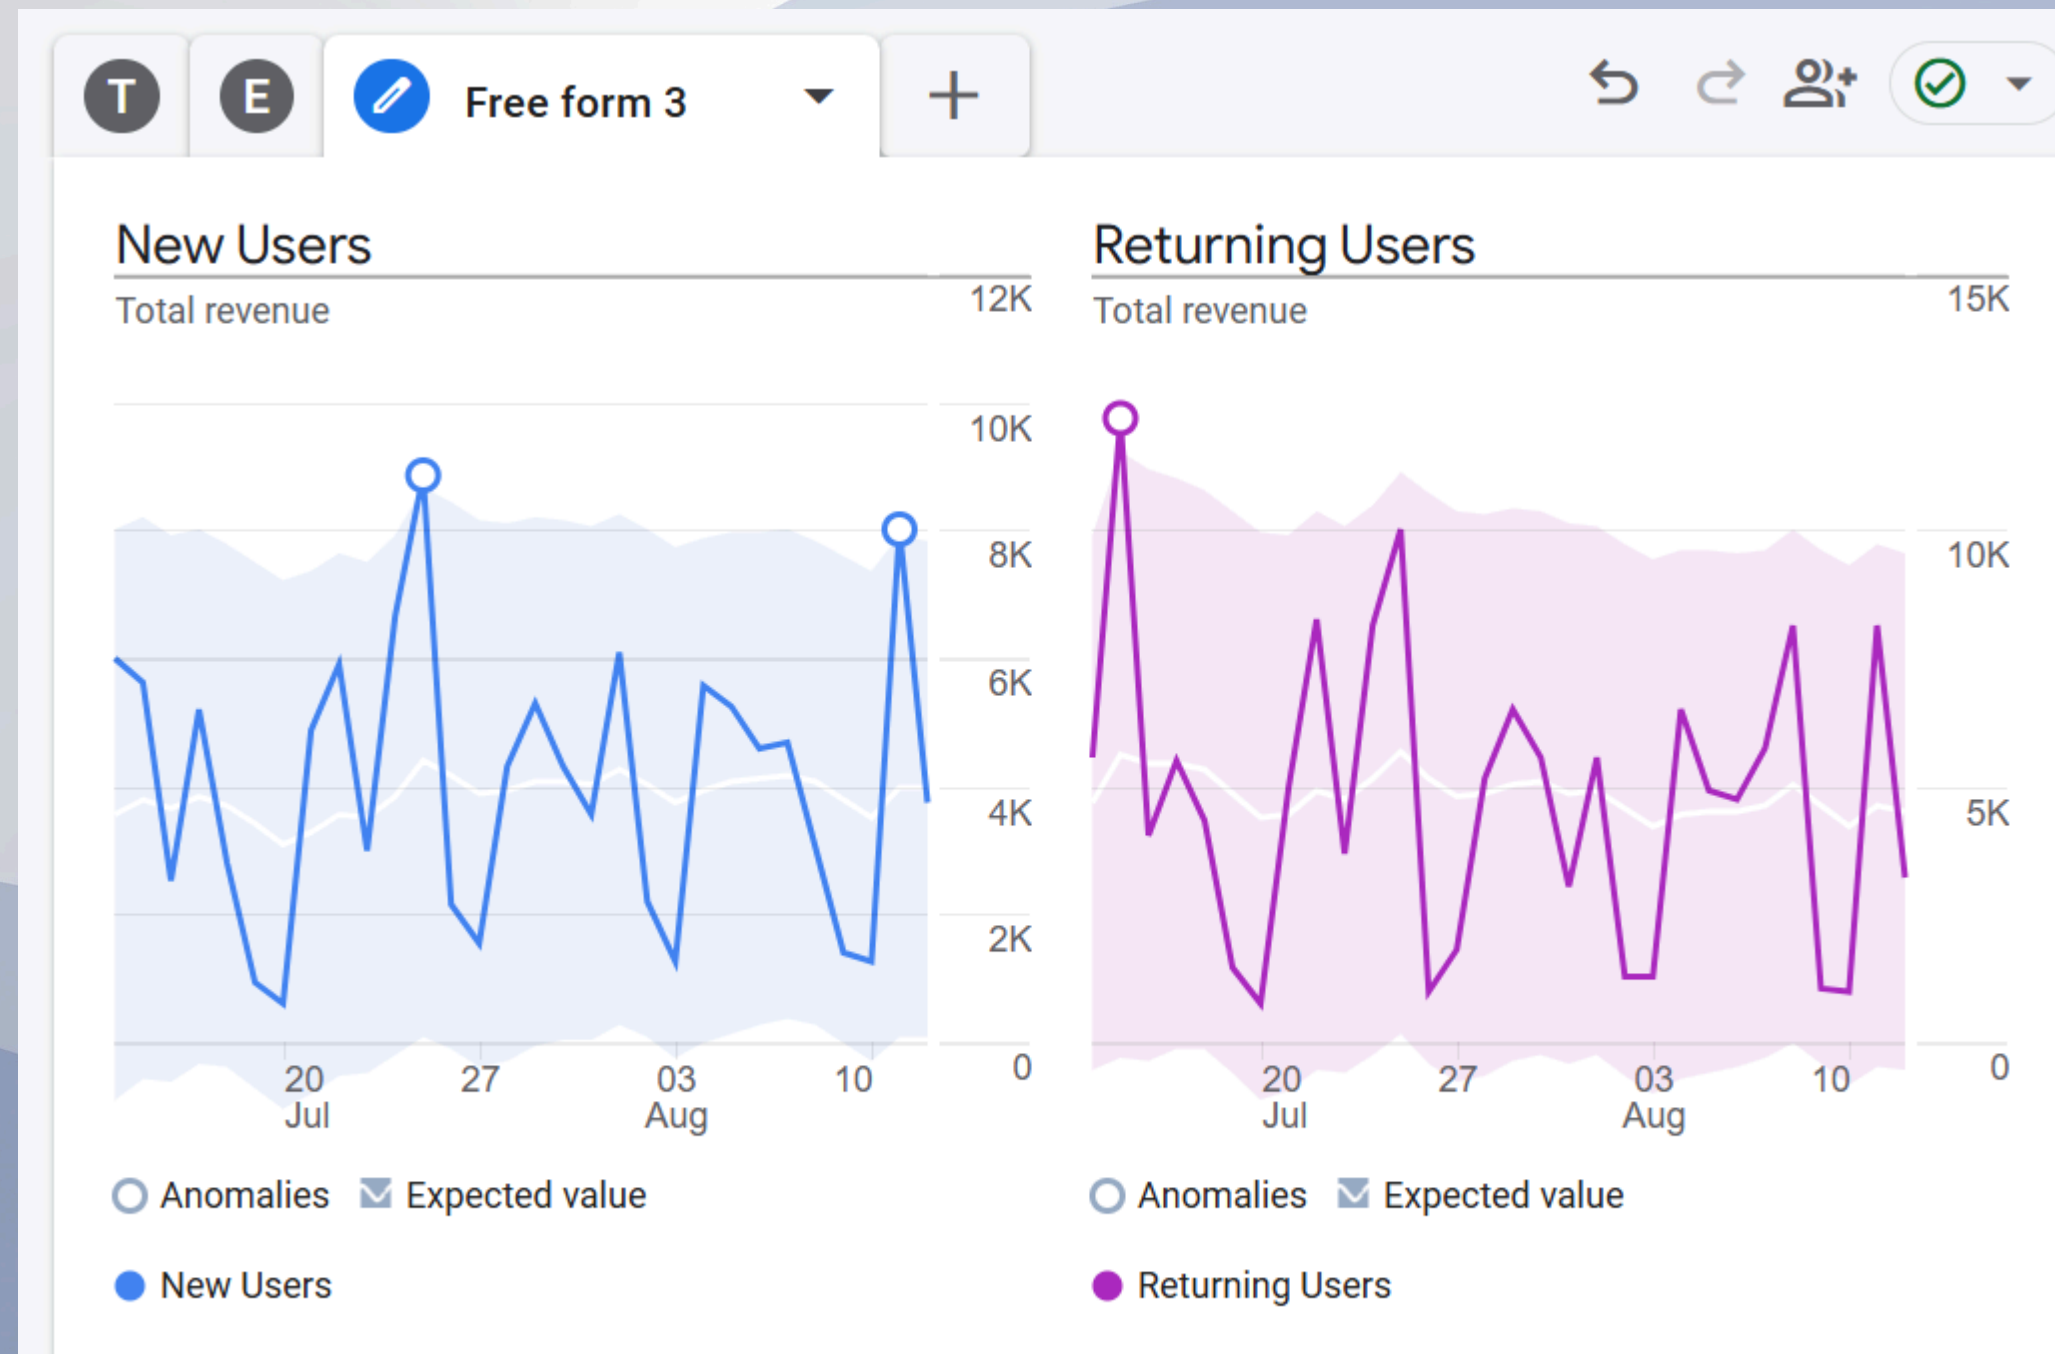 T E Free form 3
New Users
Total revenue
12K
10K
8K
6K
4K
2K
0
20 27 03 10
Jul Aug
Anomalies Expected value
New Users
Returning Users
Total revenue
15K
10K
5K
0
20 27 03 10
Jul Aug
Anomalies Expected value
Returning Users